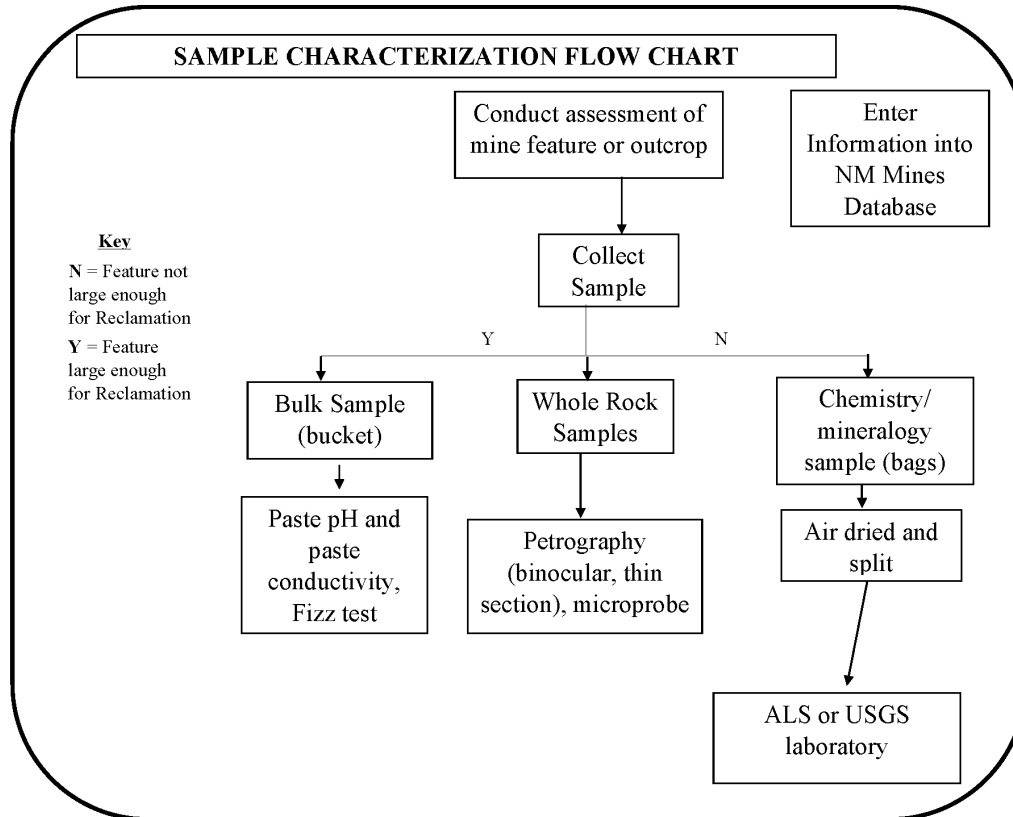 SAMPLE CHARACTERIZATION FLOW CHART
Conduct assessment of
mine feature or outcrop
Enter
Information into
NM Mines
Database
Key
N = Feature not
large enough
for Reclamation
Y = Feature
large enough
for Reclamation
Collect
Sample
Y
N
Bulk Sample
(bucket)
Whole Rock
Samples
Chemistry/
mineralogy
sample (bags)
Paste pH and
paste
conductivity,
Fizz test
Petrography
(binocular, thin
section), microprobe
Air dried and
split
ALS or USGS
laboratory